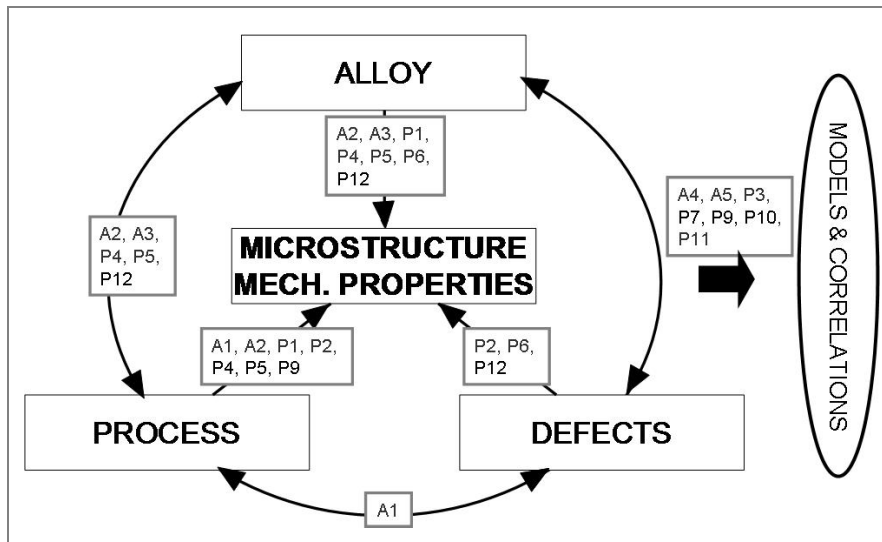 ALLOY
A2, A3, P1,
P4, P5, P6,
P12
A4, A5, P3,
P7, P9, P10,
P11
MODELS & CORRELATIONS
A2, A3,
P4, P5,
P12
MICROSTRUCTURE
MECH. PROPERTIES
A1, A2, P1, P2,
P4, P5, P9
P2, P6,
P12
PROCESS
DEFECTS
A1